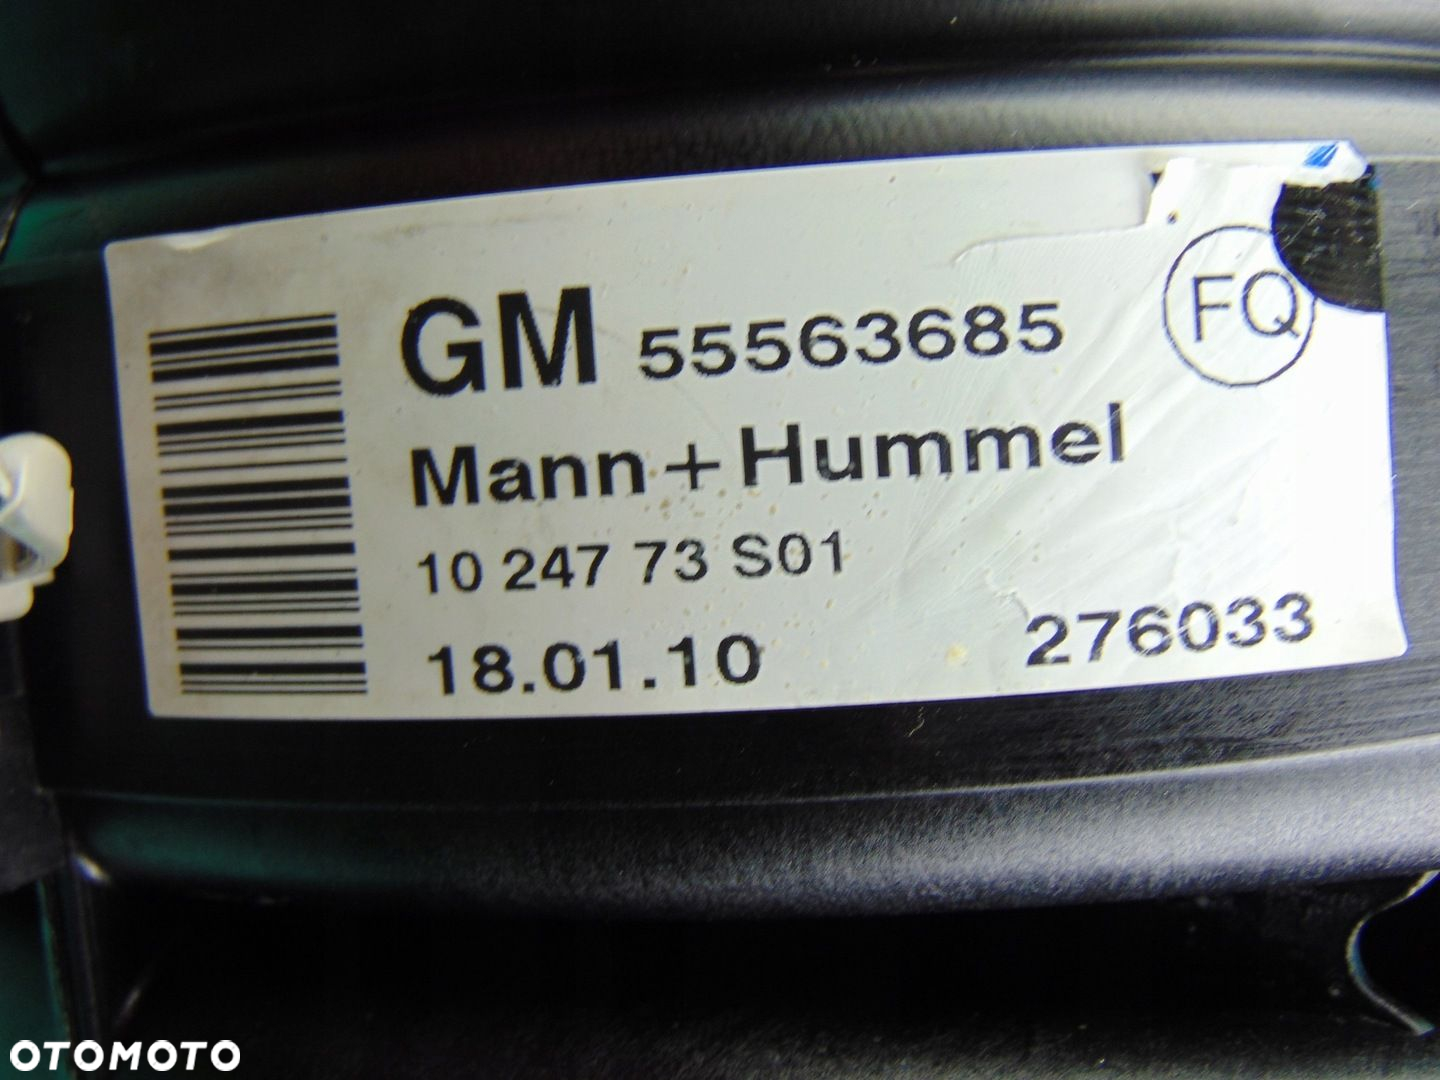 GM 55563685
FQ
Mann+Hummel
10 247 73 S01
18.01.10
276033
OTOMOTO